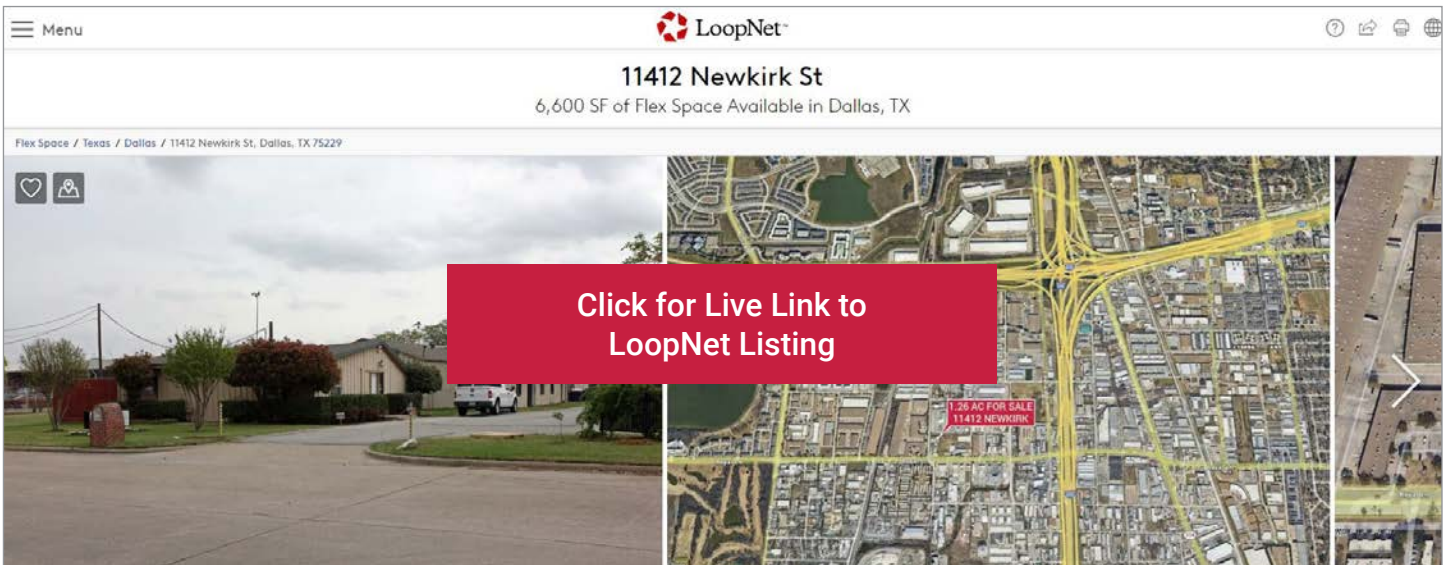 Menu
LoopNet™
11412 Newkirk St
6,600 SF of Flex Space Available in Dallas, TX
Flex Space / Texas / Dallas / 11412 Newkirk St, Dallas, TX 75229
Click for Live Link to
LoopNet Listing
1.26 AC FOR SALE
11412 NEWKIRK